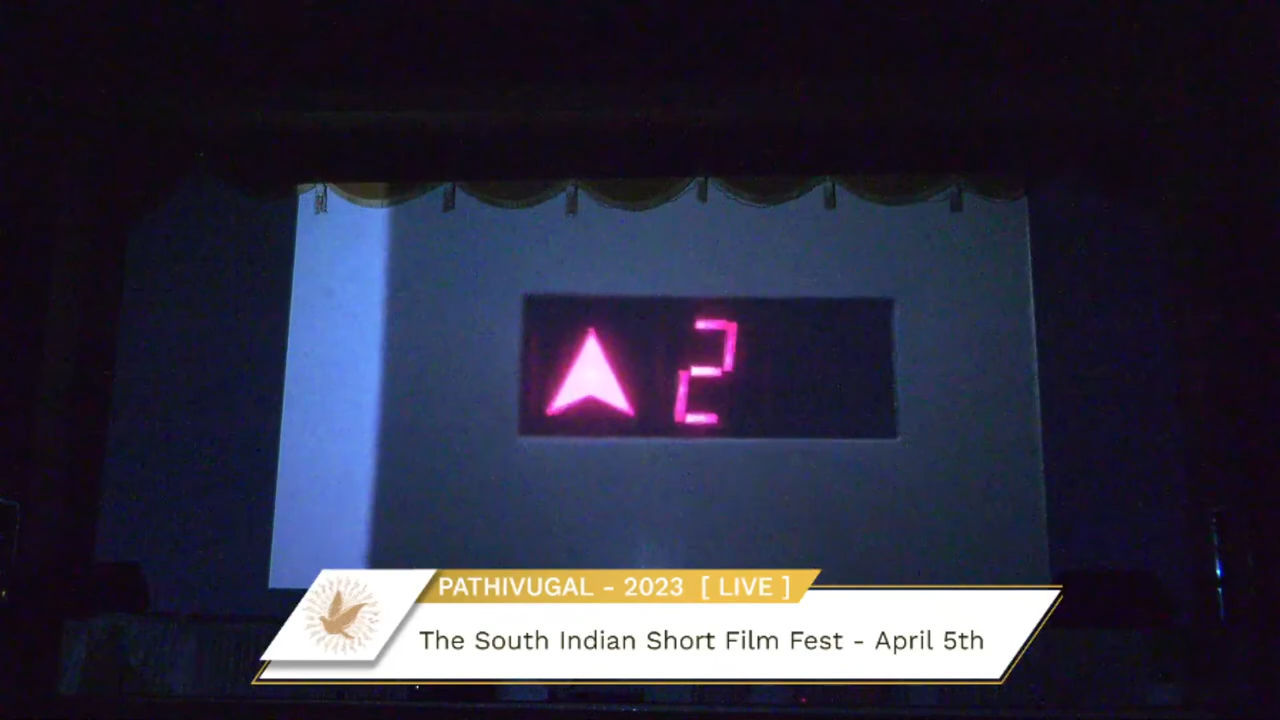 2
PATHIVUGAL - 2023 [ LIVE ]
The South Indian Short Film Fest - April 5th